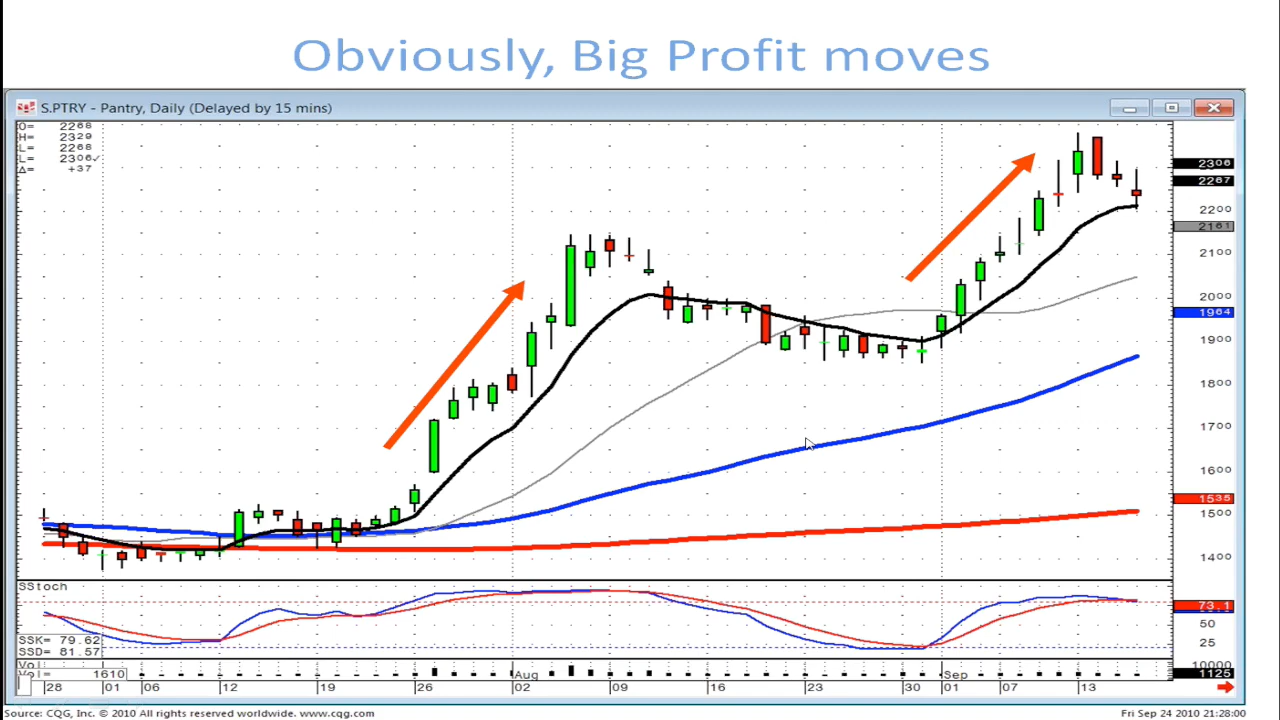 Obviously, Big Profit moves
S.PTRY - Pantry, Daily (Delayed by 15 mins)
O= 2268
H= 2329
L= 2268
L= 2306✓
Δ= +37
2306
2267
2200
2161
2100
2000
1964
1900
1800
1700
1600
1535
1500
1400
SStoch
73.1
50
25
SSK= 79.62
SSD= 81.57
Vol
Vol= 1610
10000
1125
Aug
Sep
28 01 06 12 19 26 02 09 16 23 30 01 07 13
Source: CQG, Inc. © 2010 All rights reserved worldwide. www.cqg.com
Fri Sep 24 2010 21:28:00